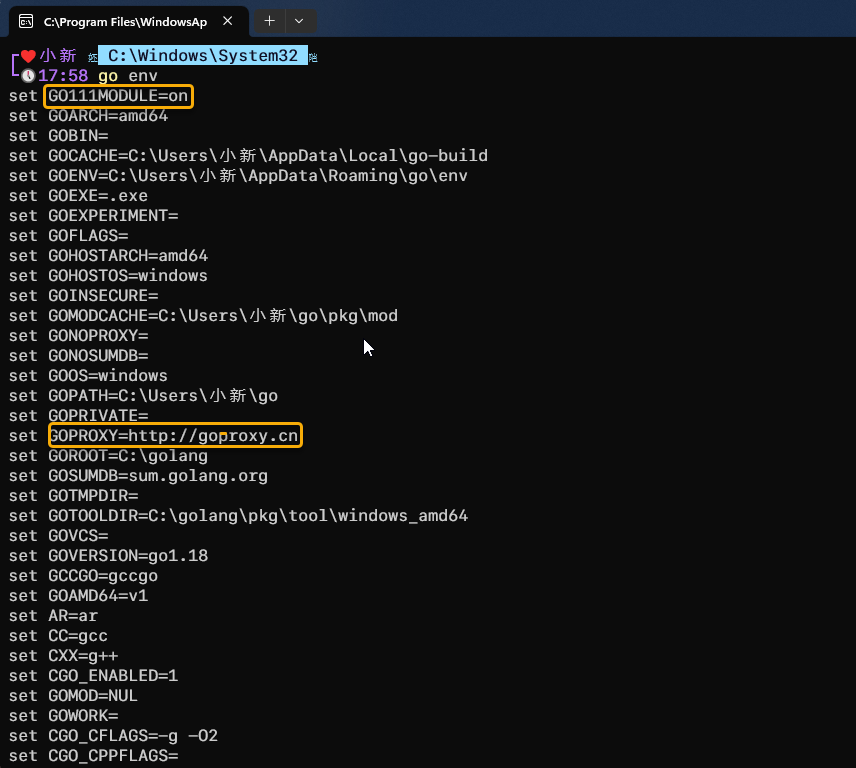 C:\Program Files\WindowsAp
小新 C:\Windows\System32
17:58 go env
set GO111MODULE=on
set GOARCH=amd64
set GOBIN=
set GOCACHE=C:\Users\小新\AppData\Local\go-build
set GOENV=C:\Users\小新\AppData\Roaming\go\env
set GOEXE=.exe
set GOEXPERIMENT=
set GOFLAGS=
set GOHOSTARCH=amd64
set GOHOSTOS=windows
set GOINSECURE=
set GOMODCACHE=C:\Users\小新\go\pkg\mod
set GONOPROXY=
set GONOSUMDB=
set GOOS=windows
set GOPATH=C:\Users\小新\go
set GOPRIVATE=
set GOPROXY=http://goproxy.cn
set GOROOT=C:\golang
set GOSUMDB=sum.golang.org
set GOTMPDIR=
set GOTOOLDIR=C:\golang\pkg\tool\windows_amd64
set GOVCS=
set GOVERSION=go1.18
set GCCGO=gccgo
set GOAMD64=v1
set AR=ar
set CC=gcc
set CXX=g++
set CGO_ENABLED=1
set GOMOD=NUL
set GOWORK=
set CGO_CFLAGS=-g -O2
set CGO_CPPFLAGS=